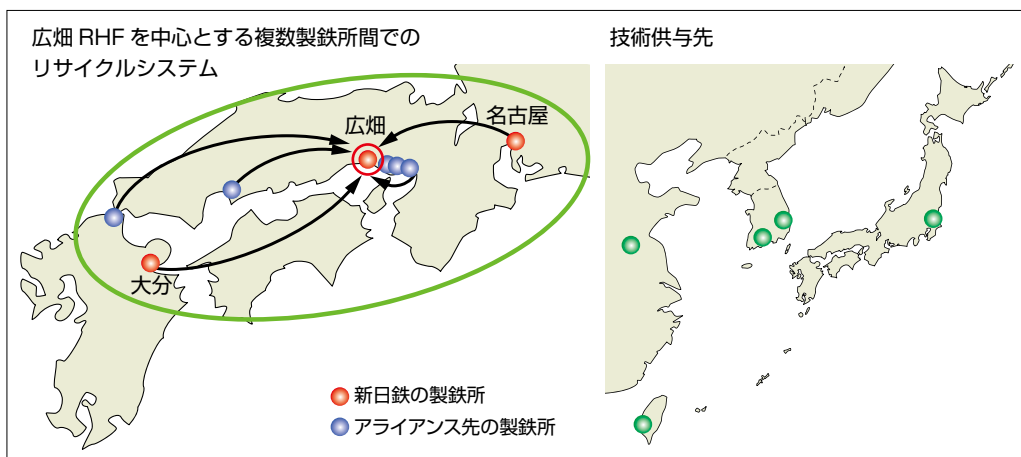 広畑 RHF を中心とする複数製鉄所間での
リサイクルシステム
広畑
名古屋
大分
新日鉄の製鉄所
アライアンス先の製鉄所
技術供与先